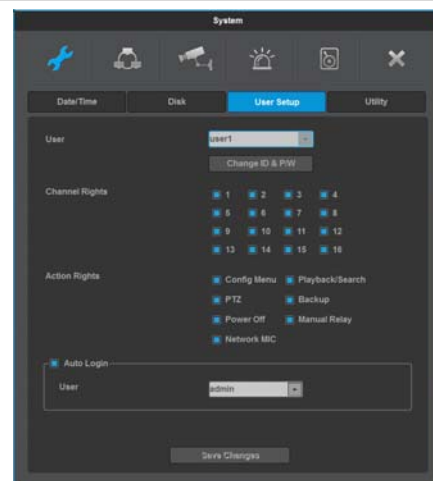 System
Date/Time Disk User Setup Utility
User user1
Change ID & P/W
Channel Rights 1 2 3 4
5 6 7 8
9 10 11 12
13 14 15 16
Action Rights Config Menu Playback/Search
PTZ Backup
Power Off Manual Relay
Network MIC
Auto Login
User admin
Save Changes